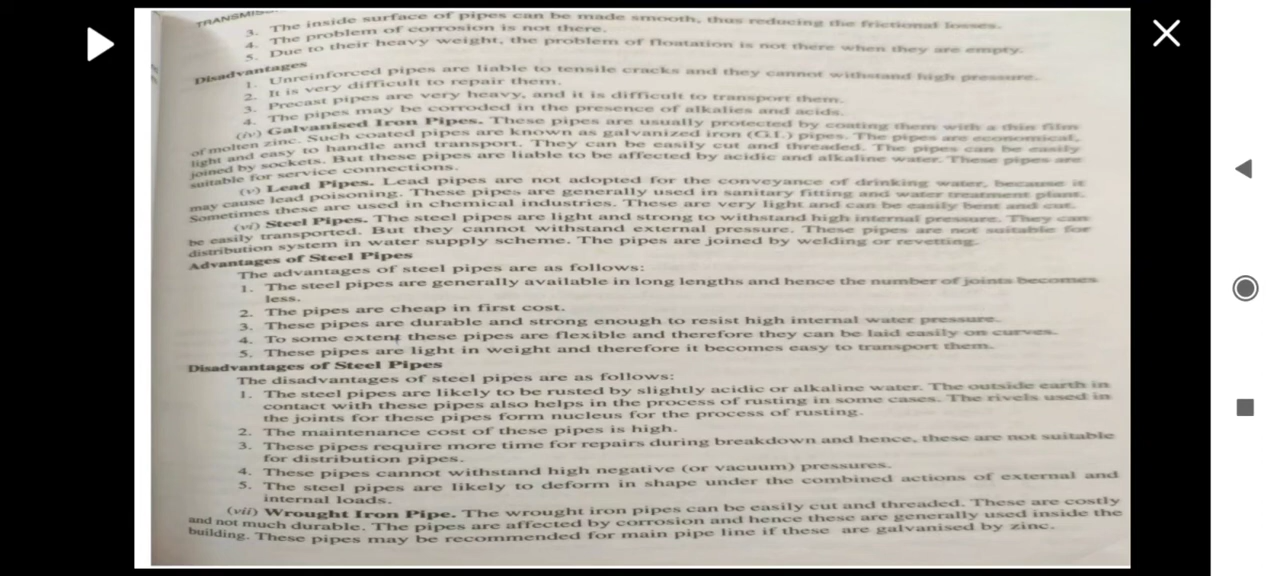 TRANSMISS
3. The inside surface of pipes can be made smooth, thus reducing the frictional losses.
4. The problem of corrosion is not there.
5. Due to their heavy weight, the problem of floatation is not there when they are empty.
Disadvantages
1. Unreinforced pipes are liable to tensile cracks and they cannot withstand high pressure.
2. It is very difficult to repair them.
3. Precast pipes are very heavy, and it is difficult to transport them.
4. The pipes may be corroded in the presence of alkalies and acids.
(iv) Galvanised Iron Pipes. These pipes are usually protected by coating them with a thin film
of molten zinc. Such coated pipes are known as galvanized iron (G.I.) pipes. The pipes are economical,
light and easy to handle and transport. They can be easily cut and threaded. The pipes can be easily
joined by sockets. But these pipes are liable to be affected by acidic and alkaline water. These pipes are
suitable for service connections.
(v) Lead Pipes. Lead pipes are not adopted for the conveyance of drinking water, because it
may cause lead poisoning. These pipes are generally used in sanitary fitting and water treatment plant.
Sometimes these are used in chemical industries. These are very light and can be easily bent and cut.
(vi) Steel Pipes. The steel pipes are light and strong to withstand high internal pressure. They can
be easily transported. But they cannot withstand external pressure. These pipes are not suitable for
distribution system in water supply scheme. The pipes are joined by welding or revetting.
Advantages of Steel Pipes
The advantages of steel pipes are as follows:
1. The steel pipes are generally available in long lengths and hence the number of joints becomes
less.
2. The pipes are cheap in first cost.
3. These pipes are durable and strong enough to resist high internal water pressure.
4. To some extent these pipes are flexible and therefore they can be laid easily on curves.
5. These pipes are light in weight and therefore it becomes easy to transport them.
Disadvantages of Steel Pipes
The disadvantages of steel pipes are as follows:
1. The steel pipes are likely to be rusted by slightly acidic or alkaline water. The outside earth in
contact with these pipes also helps in the process of rusting in some cases. The rivels used in
the joints for these pipes form nucleus for the process of rusting.
2. The maintenance cost of these pipes is high.
3. These pipes require more time for repairs during breakdown and hence, these are not suitable
for distribution pipes.
4. These pipes cannot withstand high negative (or vacuum) pressures.
5. The steel pipes are likely to deform in shape under the combined actions of external and
internal loads.
(vii) Wrought Iron Pipe. The wrought iron pipes can be easily cut and threaded. These are costly
and not much durable. The pipes are affected by corrosion and hence these are generally used inside the
building. These pipes may be recommended for main pipe line if these are galvanised by zinc.